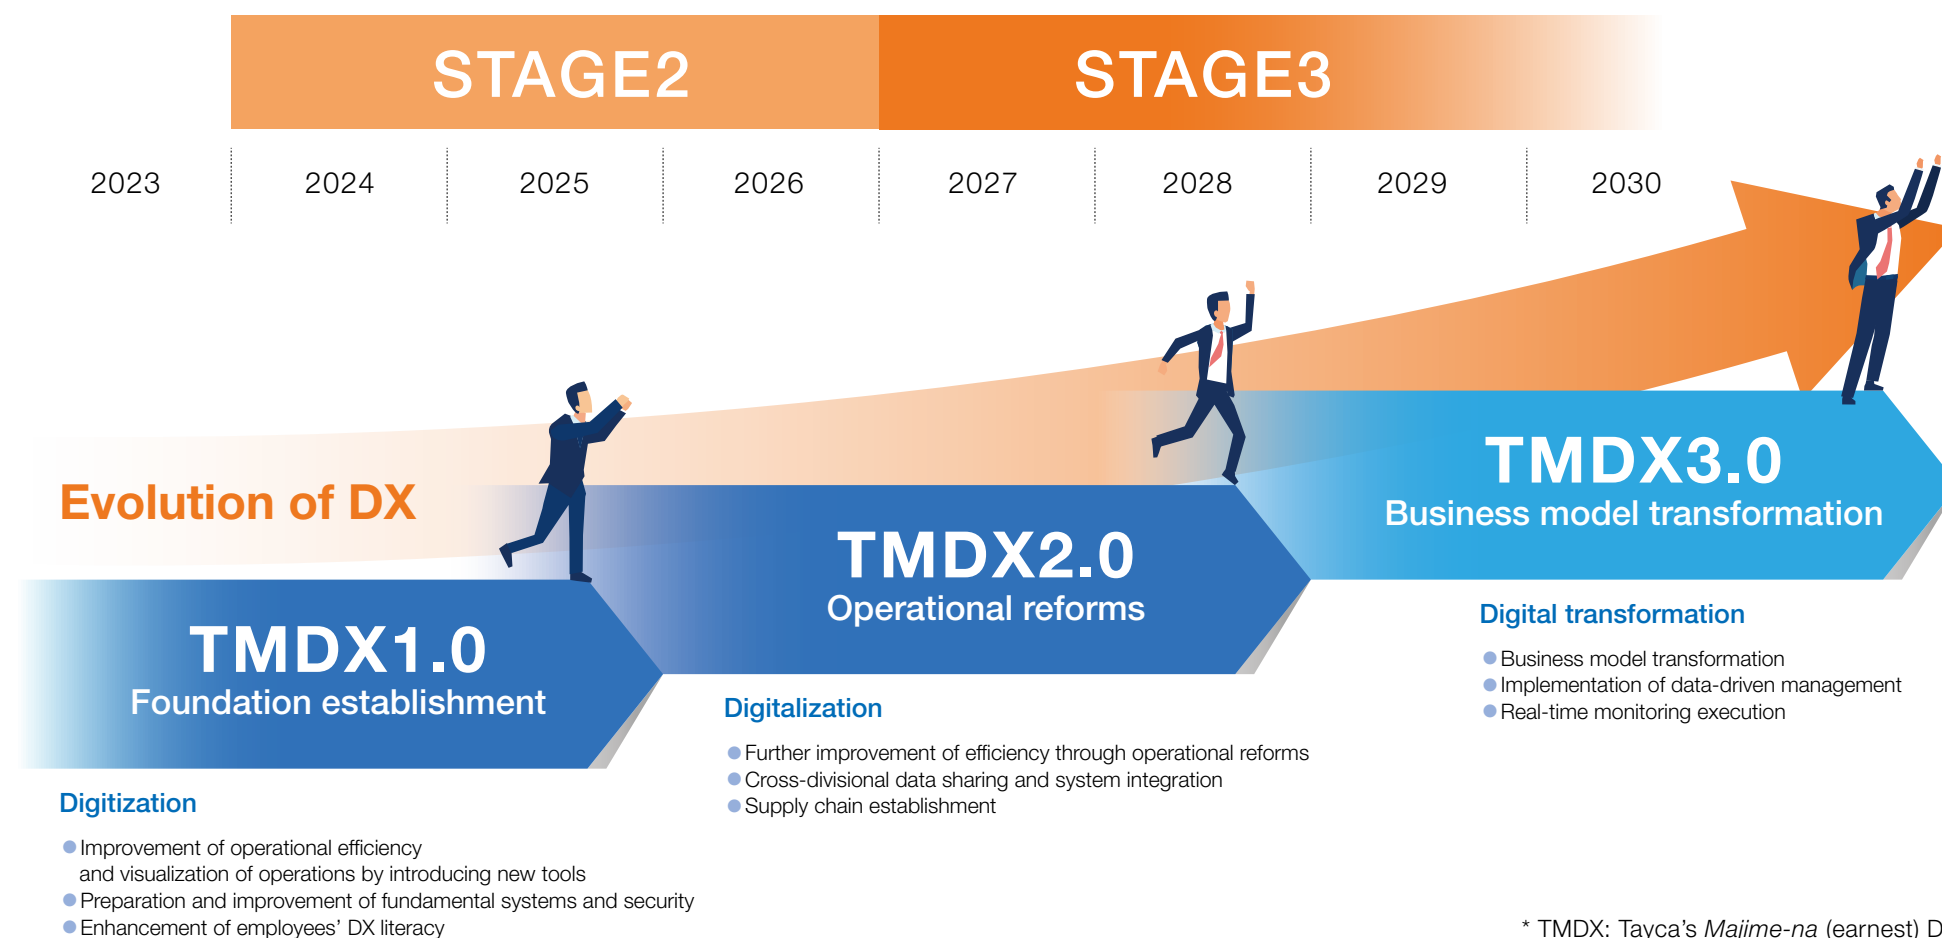 STAGE2 STAGE3
2023 2024 2025 2026 2027 2028 2029 2030
Evolution of DX
TMDX1.0
Foundation establishment
Digitization
● Improvement of operational efficiency
and visualization of operations by introducing new tools
● Preparation and improvement of fundamental systems and security
● Enhancement of employees’ DX literacy
TMDX2.0
Operational reforms
Digitalization
● Further improvement of efficiency through operational reforms
● Cross-divisional data sharing and system integration
● Supply chain establishment
TMDX3.0
Business model transformation
Digital transformation
● Business model transformation
● Implementation of data-driven management
● Real-time monitoring execution
* TMDX: Tayca’s Majime-na (earnest)